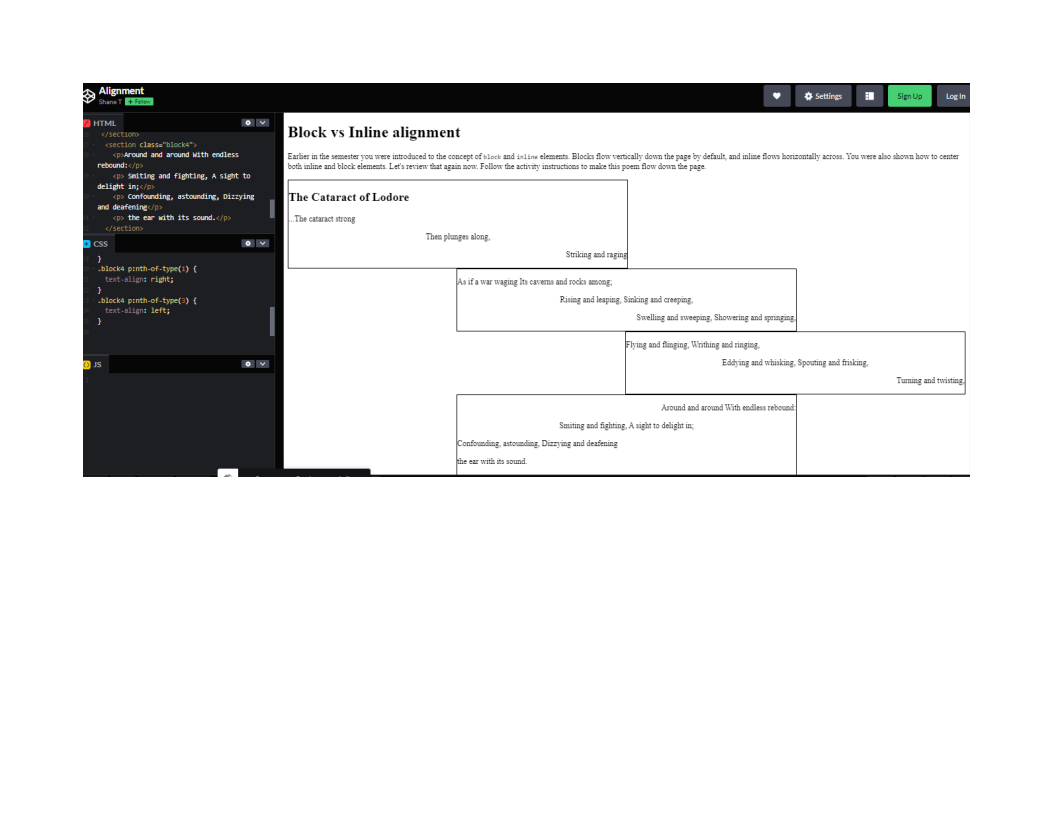 Alignment
Shane T + Follow
Settings
Sign Up
Log In
HTML
</section>
<section class="block4">
<p>Around and around With endless
rebound:</p>
<p> Smiting and fighting, A sight to
delight in;</p>
<p> Confounding, astounding, Dizzying
and deafening</p>
<p> the ear with its sound.</p>
</section>
CSS
}
.block4 p:nth-of-type(1) {
text-align: right;
}
.block4 p:nth-of-type(3) {
text-align: left;
}
JS
Block vs Inline alignment
Earlier in the semester you were introduced to the concept of block and inline elements. Blocks flow vertically down the page by default, and inline flows horizontally across. You were also shown how to center
both inline and block elements. Let's review that again now. Follow the activity instructions to make this poem flow down the page.
The Cataract of Lodore
...The cataract strong
Then plunges along,
Striking and raging
As if a war waging Its caverns and rocks among;
Rising and leaping, Sinking and creeping,
Swelling and sweeping, Showering and springing,
Flying and flinging, Writhing and ringing,
Eddying and whisking, Spouting and frisking,
Turning and twisting,
Around and around With endless rebound:
Smiting and fighting, A sight to delight in;
Confounding, astounding, Dizzying and deafening
the ear with its sound.